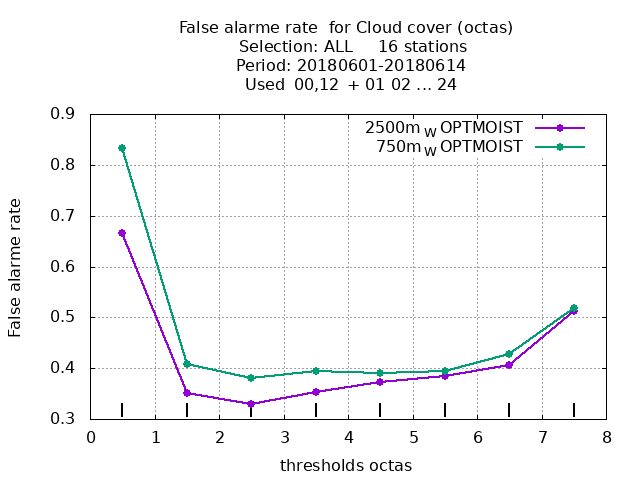 False alarme rate  for Cloud cover (octas)
Selection: ALL     16 stations
Period: 20180601-20180614
Used  00,12  + 01 02 ... 24
2500m W OPTMOIST
750m W OPTMOIST
False alarme rate
0.9
0.8
0.7
0.6
0.5
0.4
0.3
0 1 2 3 4 5 6 7 8
thresholds octas